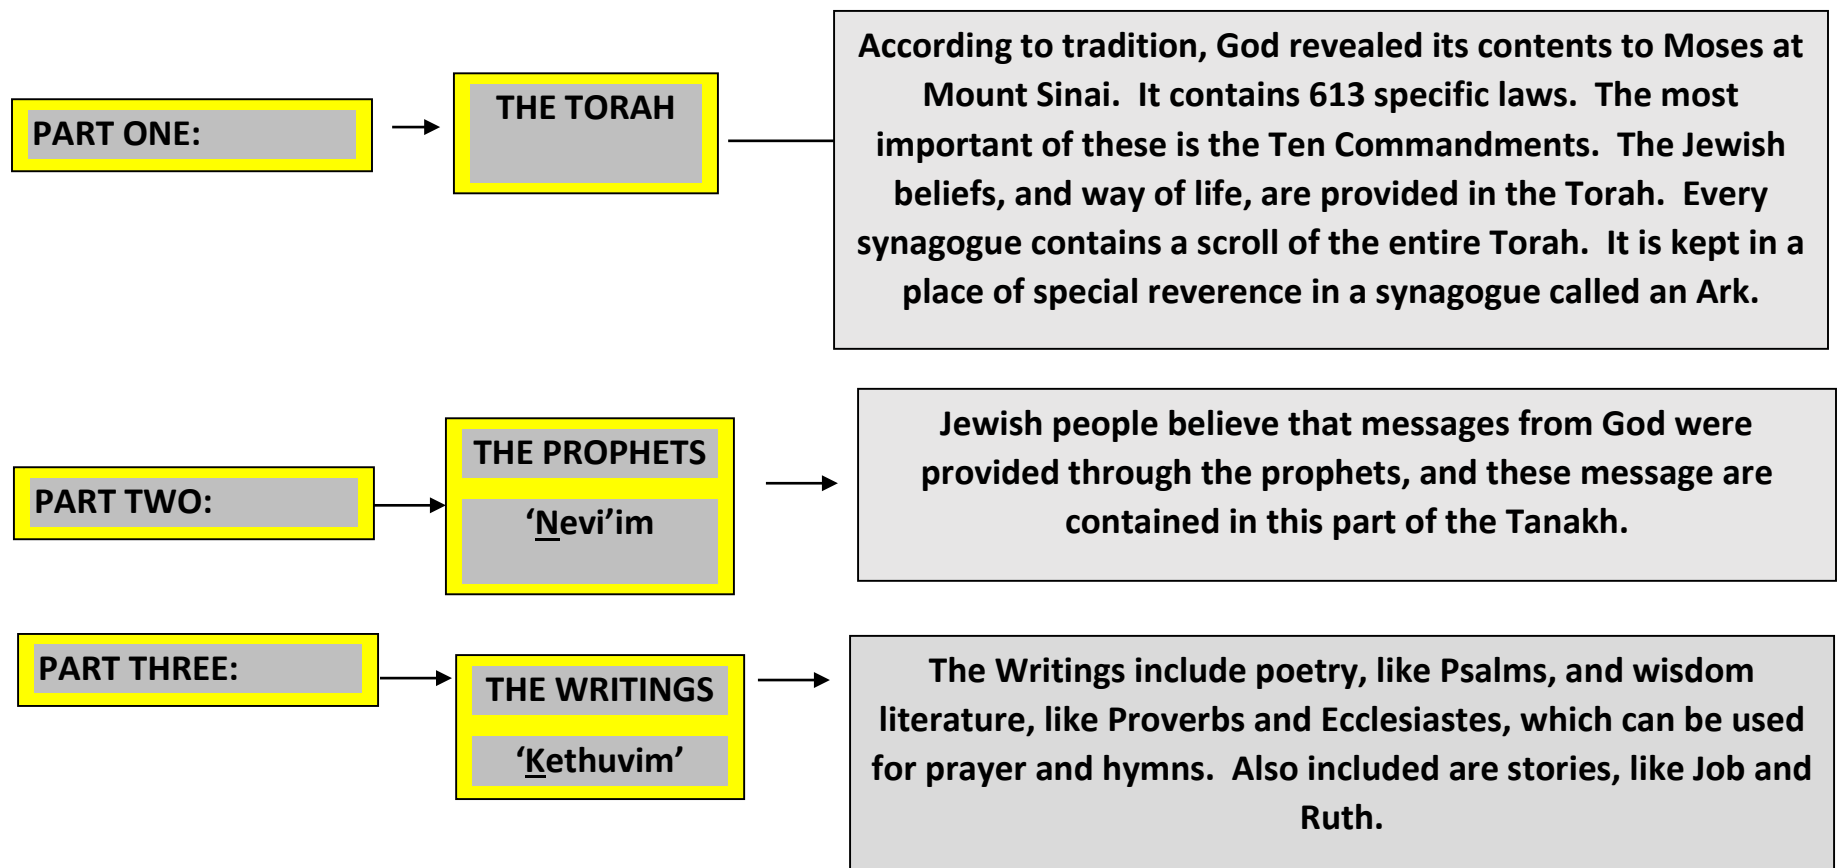 PART ONE:
THE TORAH
According to tradition, God revealed its contents to Moses at
Mount Sinai.  It contains 613 specific laws.  The most
important of these is the Ten Commandments.  The Jewish
beliefs, and way of life, are provided in the Torah.  Every
synagogue contains a scroll of the entire Torah.  It is kept in a
place of special reverence in a synagogue called an Ark.
PART TWO:
THE PROPHETS
‘Nevi’im
Jewish people believe that messages from God were
provided through the prophets, and these message are
contained in this part of the Tanakh.
PART THREE:
THE WRITINGS
‘Kethuvim’
The Writings include poetry, like Psalms, and wisdom
literature, like Proverbs and Ecclesiastes, which can be used
for prayer and hymns.  Also included are stories, like Job and
Ruth.